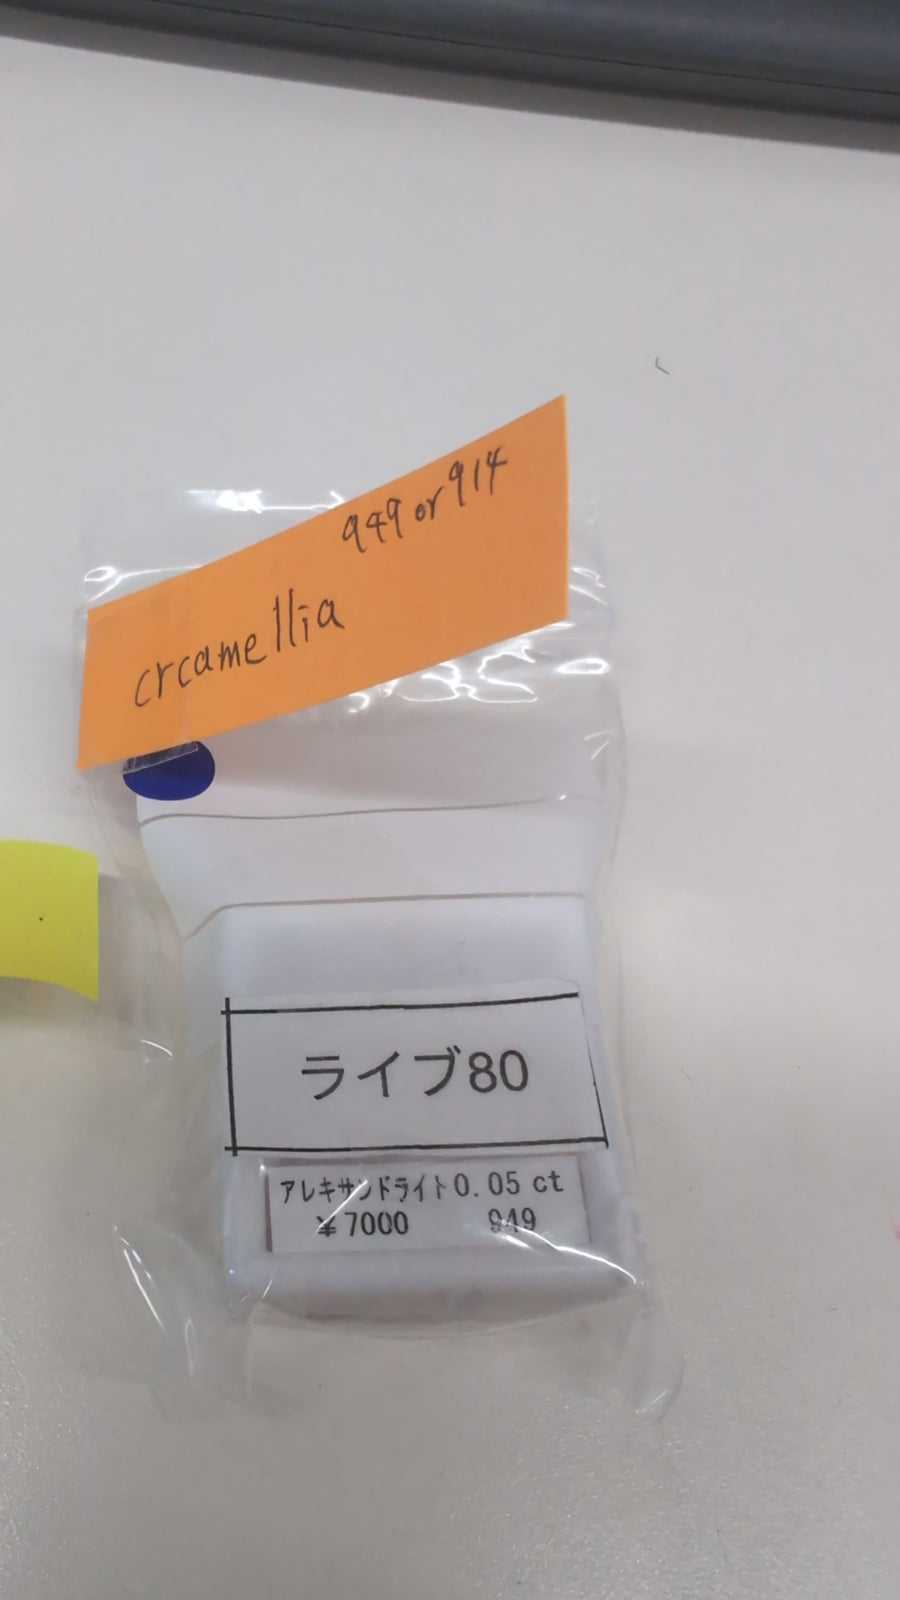 949 or 914
crcamellia
ライブ80
アレキサンドライト0.05 ct
￥7000 949